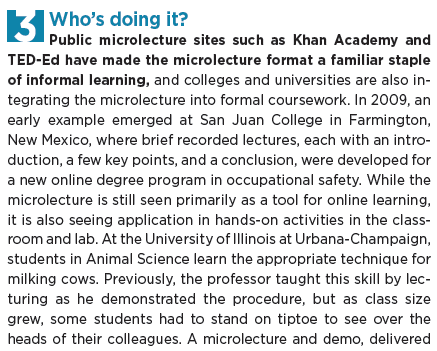 3 Who's doing it?
Public microlecture sites such as Khan Academy and
TED-Ed have made the microlecture format a familiar staple
of informal learning, and colleges and universities are also in-
tegrating the microlecture into formal coursework. In 2009, an
early example emerged at San Juan College in Farmington,
New Mexico, where brief recorded lectures, each with an intro-
duction, a few key points, and a conclusion, were developed for
a new online degree program in occupational safety. While the
microlecture is still seen primarily as a tool for online learning,
it is also seeing application in hands-on activities in the class-
room and lab. At the University of Illinois at Urbana-Champaign,
students in Animal Science learn the appropriate technique for
milking cows. Previously, the professor taught this skill by lec-
turing as he demonstrated the procedure, but as class size
grew, some students had to stand on tiptoe to see over the
heads of their colleagues. A microlecture and demo, delivered